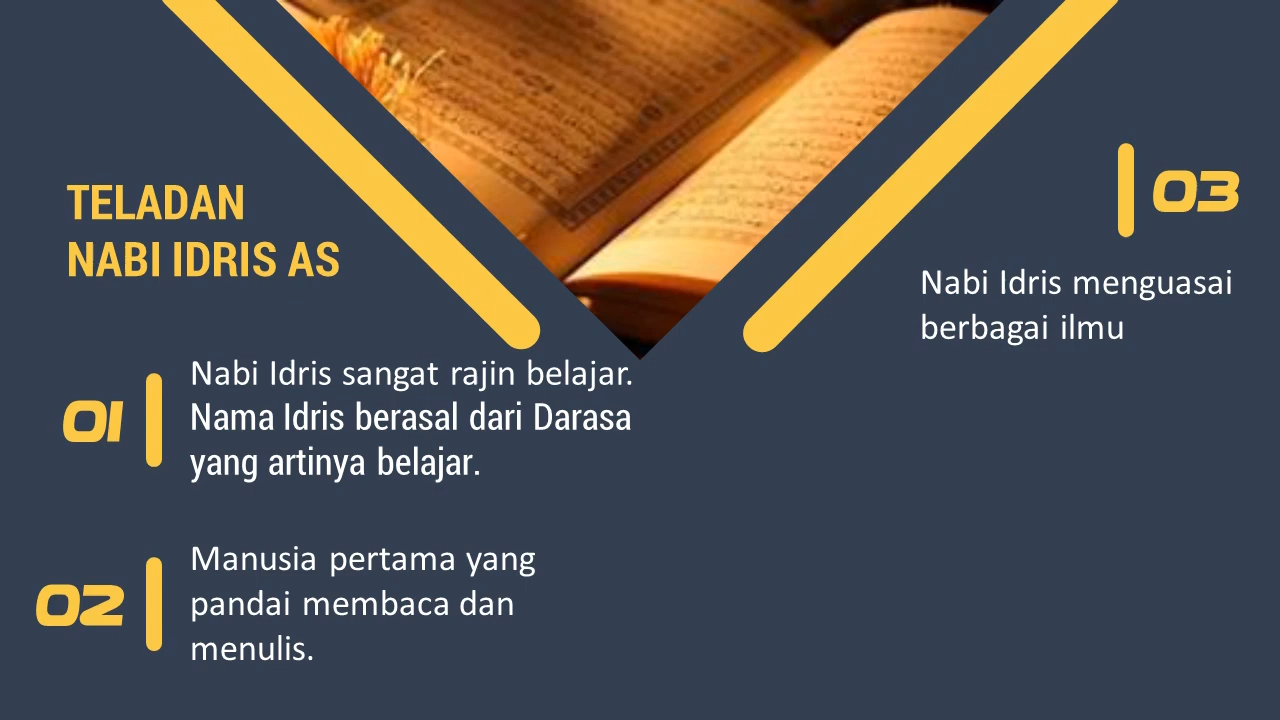 TELADAN
NABI IDRIS AS
01
Nabi Idris sangat rajin belajar.
Nama Idris berasal dari Darasa
yang artinya belajar.
02
Manusia pertama yang
pandai membaca dan
menulis.
03
Nabi Idris menguasai
berbagai ilmu